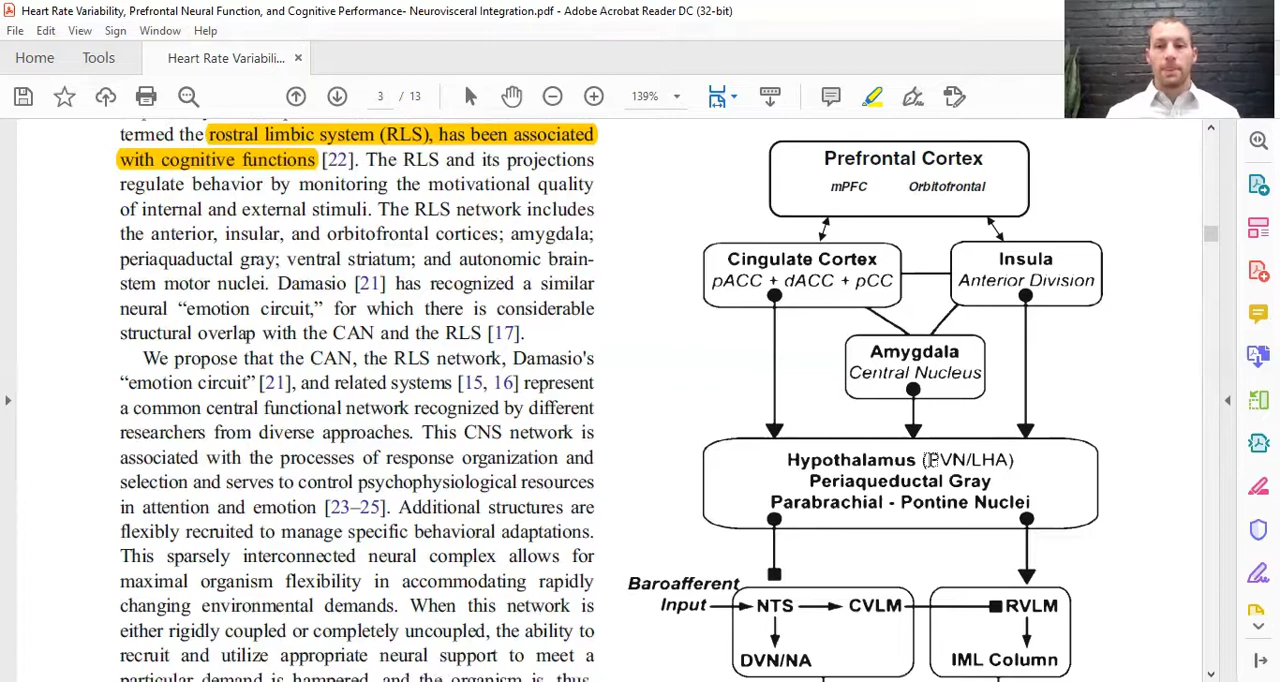 Heart Rate Variability, Prefrontal Neural Function, and Cognitive Performance- Neurovisceral Integration.pdf - Adobe Acrobat Reader DC (32-bit)
File Edit View Sign Window Help
Home Tools Heart Rate Variabili... ×
3 / 13 139%
termed the rostral limbic system (RLS), has been associated
with cognitive functions [22]. The RLS and its projections
regulate behavior by monitoring the motivational quality
of internal and external stimuli. The RLS network includes
the anterior, insular, and orbitofrontal cortices; amygdala;
periaquaductal gray; ventral striatum; and autonomic brain-
stem motor nuclei. Damasio [21] has recognized a similar
neural “emotion circuit,” for which there is considerable
structural overlap with the CAN and the RLS [17].
We propose that the CAN, the RLS network, Damasio's
“emotion circuit” [21], and related systems [15, 16] represent
a common central functional network recognized by different
researchers from diverse approaches. This CNS network is
associated with the processes of response organization and
selection and serves to control psychophysiological resources
in attention and emotion [23–25]. Additional structures are
flexibly recruited to manage specific behavioral adaptations.
This sparsely interconnected neural complex allows for
maximal organism flexibility in accommodating rapidly
changing environmental demands. When this network is
either rigidly coupled or completely uncoupled, the ability to
recruit and utilize appropriate neural support to meet a
particular demand is hampered, and the organism is, thus,
Prefrontal Cortex
mPFC Orbitofrontal
Cingulate Cortex
pACC + dACC + pCC
Insula
Anterior Division
Amygdala
Central Nucleus
Hypothalamus (PVN/LHA)
Periaqueductal Gray
Parabrachial - Pontine Nuclei
Baroafferent
Input
NTS CVLM RVLM
DVN/NA IML Column